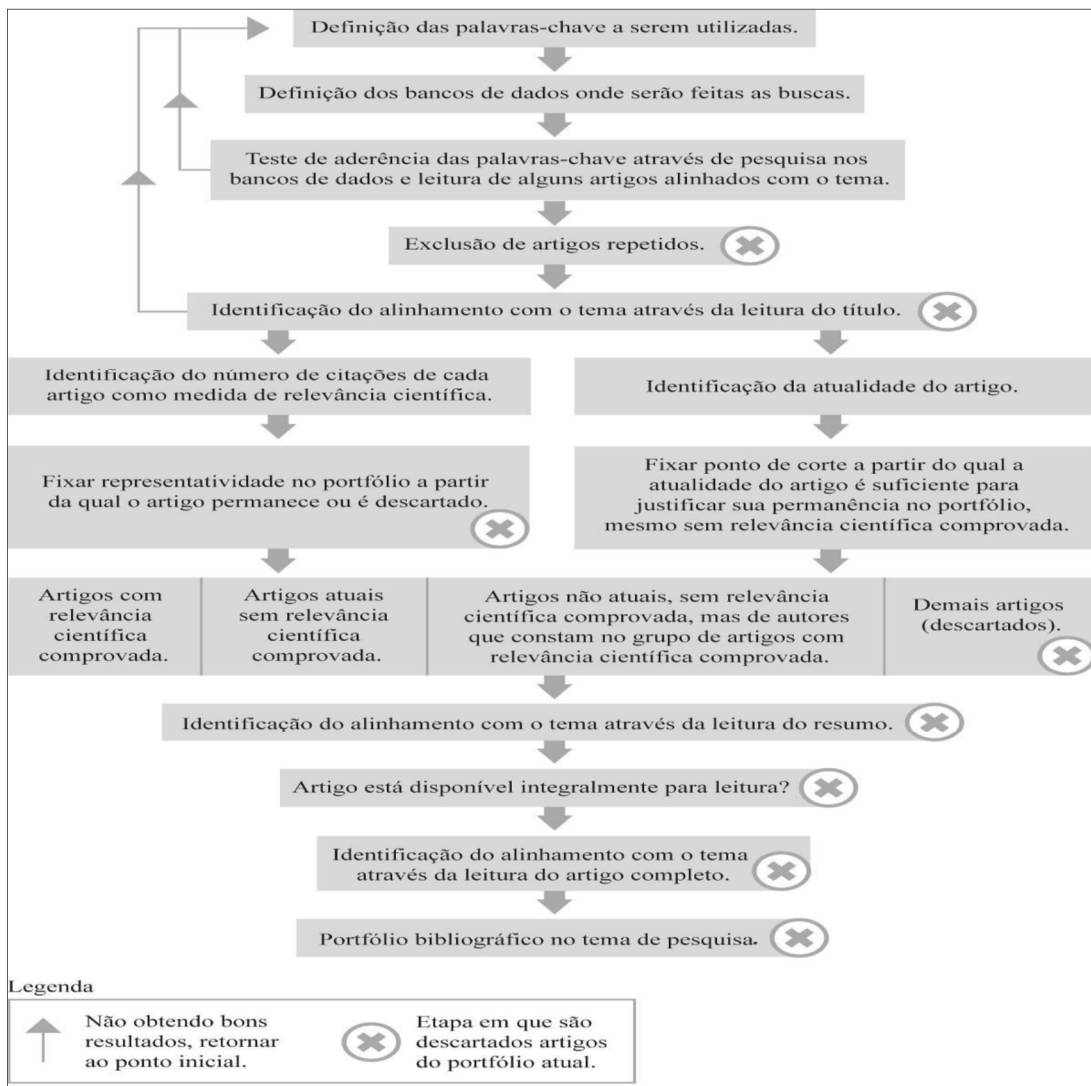 Definição das palavras-chave a serem utilizadas.
Definição dos bancos de dados onde serão feitas as buscas.
Teste de aderência das palavras-chave através de pesquisa nos
bancos de dados e leitura de alguns artigos alinhados com o tema.
Exclusão de artigos repetidos.
Identificação do alinhamento com o tema através da leitura do título.
Identificação do número de citações de cada
artigo como medida de relevância científica.
Identificação da atualidade do artigo.
Fixar representatividade no portfólio a partir
da qual o artigo permanece ou é descartado.
Fixar ponto de corte a partir do qual a
atualidade do artigo é suficiente para
justificar sua permanência no portfólio,
mesmo sem relevância científica comprovada.
Artigos com
relevância
científica
comprovada.
Artigos atuais
sem relevância
científica
comprovada.
Artigos não atuais, sem relevância
científica comprovada, mas de autores
que constam no grupo de artigos com
relevância científica comprovada.
Demais artigos
(descartados).
Identificação do alinhamento com o tema através da leitura do resumo.
Artigo está disponível integralmente para leitura?
Identificação do alinhamento com o tema
através da leitura do artigo completo.
Portfólio bibliográfico no tema de pesquisa.
Legenda
Não obtendo bons
resultados, retornar
ao ponto inicial.
Etapa em que são
descartados artigos
do portfólio atual.